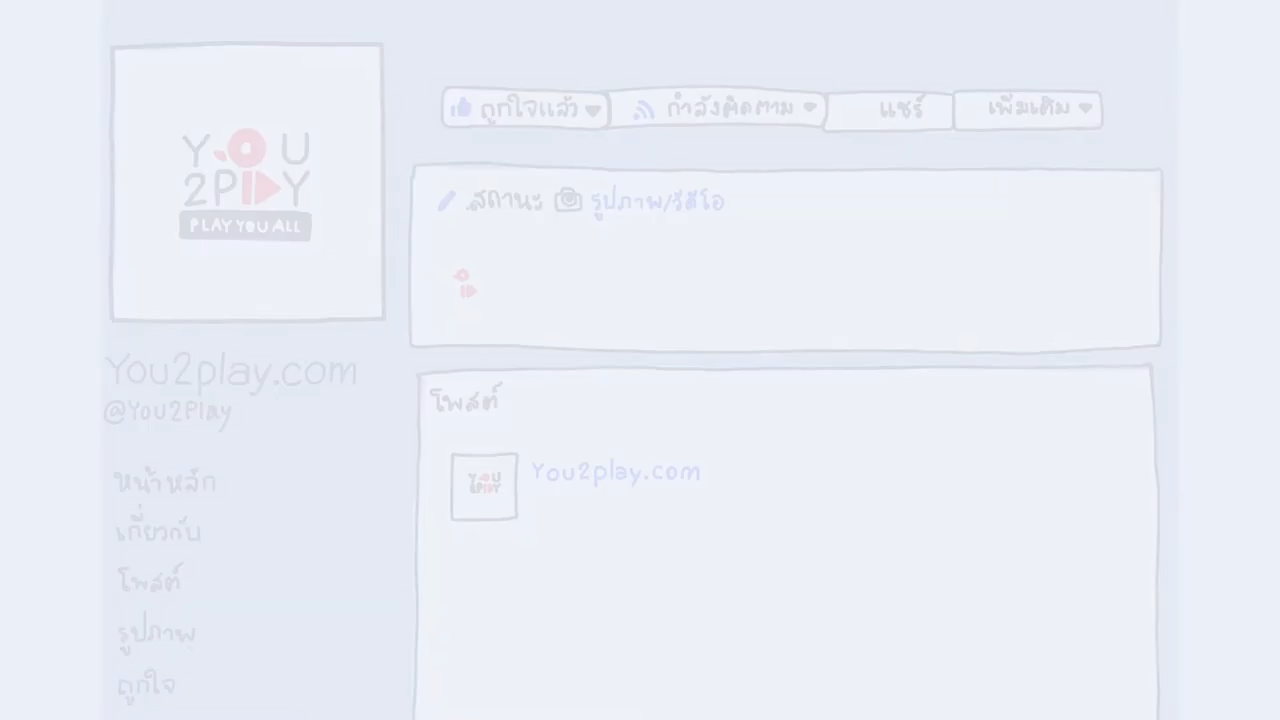 YOU
2PLAY
PLAY YOU ALL
ถูกใจแล้ว กำลังติดตาม แชร์ เพิ่มเติม
สถานะ รูปภาพ/วีดีโอ
You2play.com
@You2Play
โพสต์
YOU
2PLAY
You2play.com
หน้าหลัก
เกี่ยวกับ
โพสต์
รูปภาพ
ถูกใจ